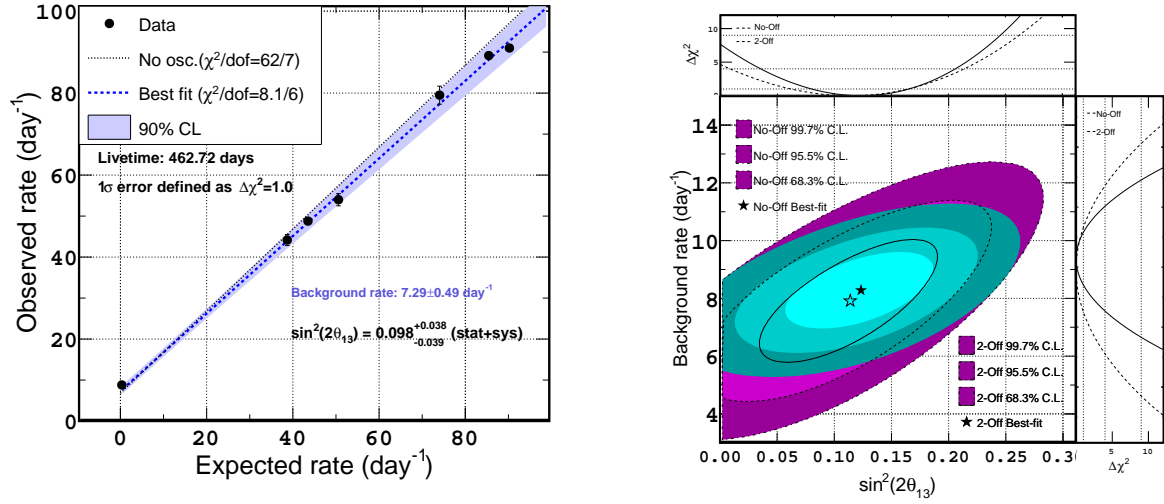 Data
No osc.(χ²/dof=62/7)
Best fit (χ²/dof=8.1/6)
90% CL
Livetime: 462.72 days
1σ error defined as Δχ²=1.0
Background rate: 7.29±0.49 day⁻¹
sin²(2θ₁₃) = 0.098 +0.038 -0.039 (stat+sys)
Observed rate (day⁻¹)
100
80
60
40
20
0
0 20 40 60 80
Expected rate (day⁻¹)
Δχ²
10
5
No-Off
2-Off
Background rate (day⁻¹)
14
12
10
8
6
4
No-Off 99.7% C.L.
No-Off 95.5% C.L.
No-Off 68.3% C.L.
No-Off Best-fit
2-Off 99.7% C.L.
2-Off 95.5% C.L.
2-Off 68.3% C.L.
2-Off Best-fit
0.00 0.05 0.10 0.15 0.20 0.25 0.3
sin²(2θ₁₃)
No-Off
2-Off
5 10
Δχ²